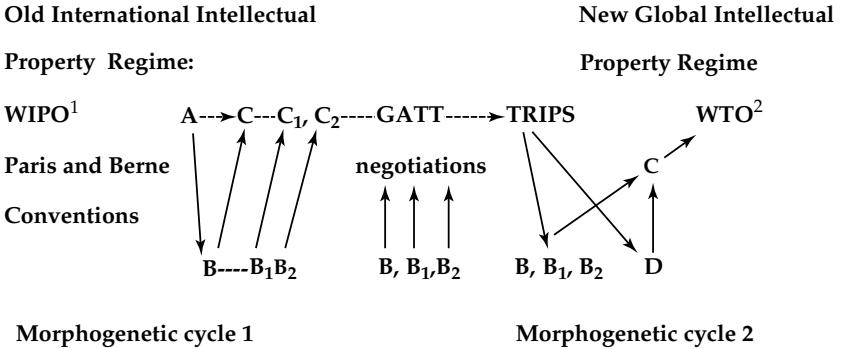 Old International Intellectual New Global Intellectual
Property Regime: Property Regime
WIPO¹ A C C₁, C₂ GATT TRIPS WTO²
Paris and Berne negotiations C
Conventions
B----B₁B₂ B, B₁,B₂ B, B₁, B₂ D
Morphogenetic cycle 1 Morphogenetic cycle 2